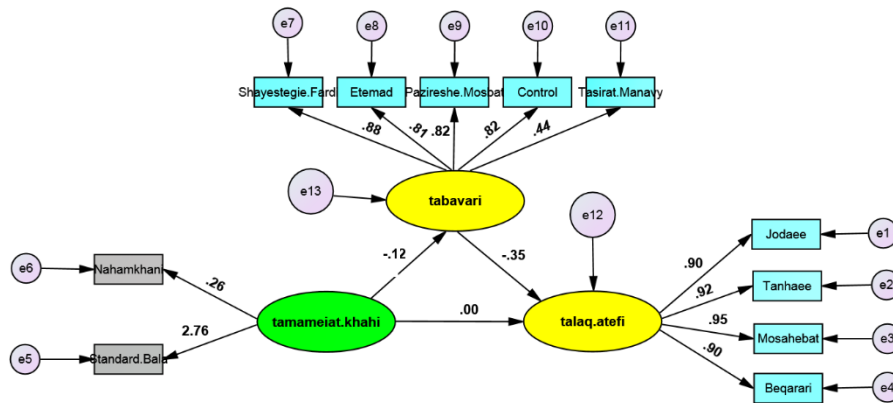 e7 e8 e9 e10 e11
Shayestegie.Fardi Etemad Pazireshe.Mosbat Control Tasirat.Manavy
.88 .81 .82 .82 .44
e13 tabavari e12
Jodaee e1
e6 Nahamkhani .26 -.12 -.35 .90
.92 Tanhaee e2
tamameiat.khahi .00 talaq.atefi
2.76 .95 Mosahebat e3
e5 Standard.Bala .90
Beqarari e4